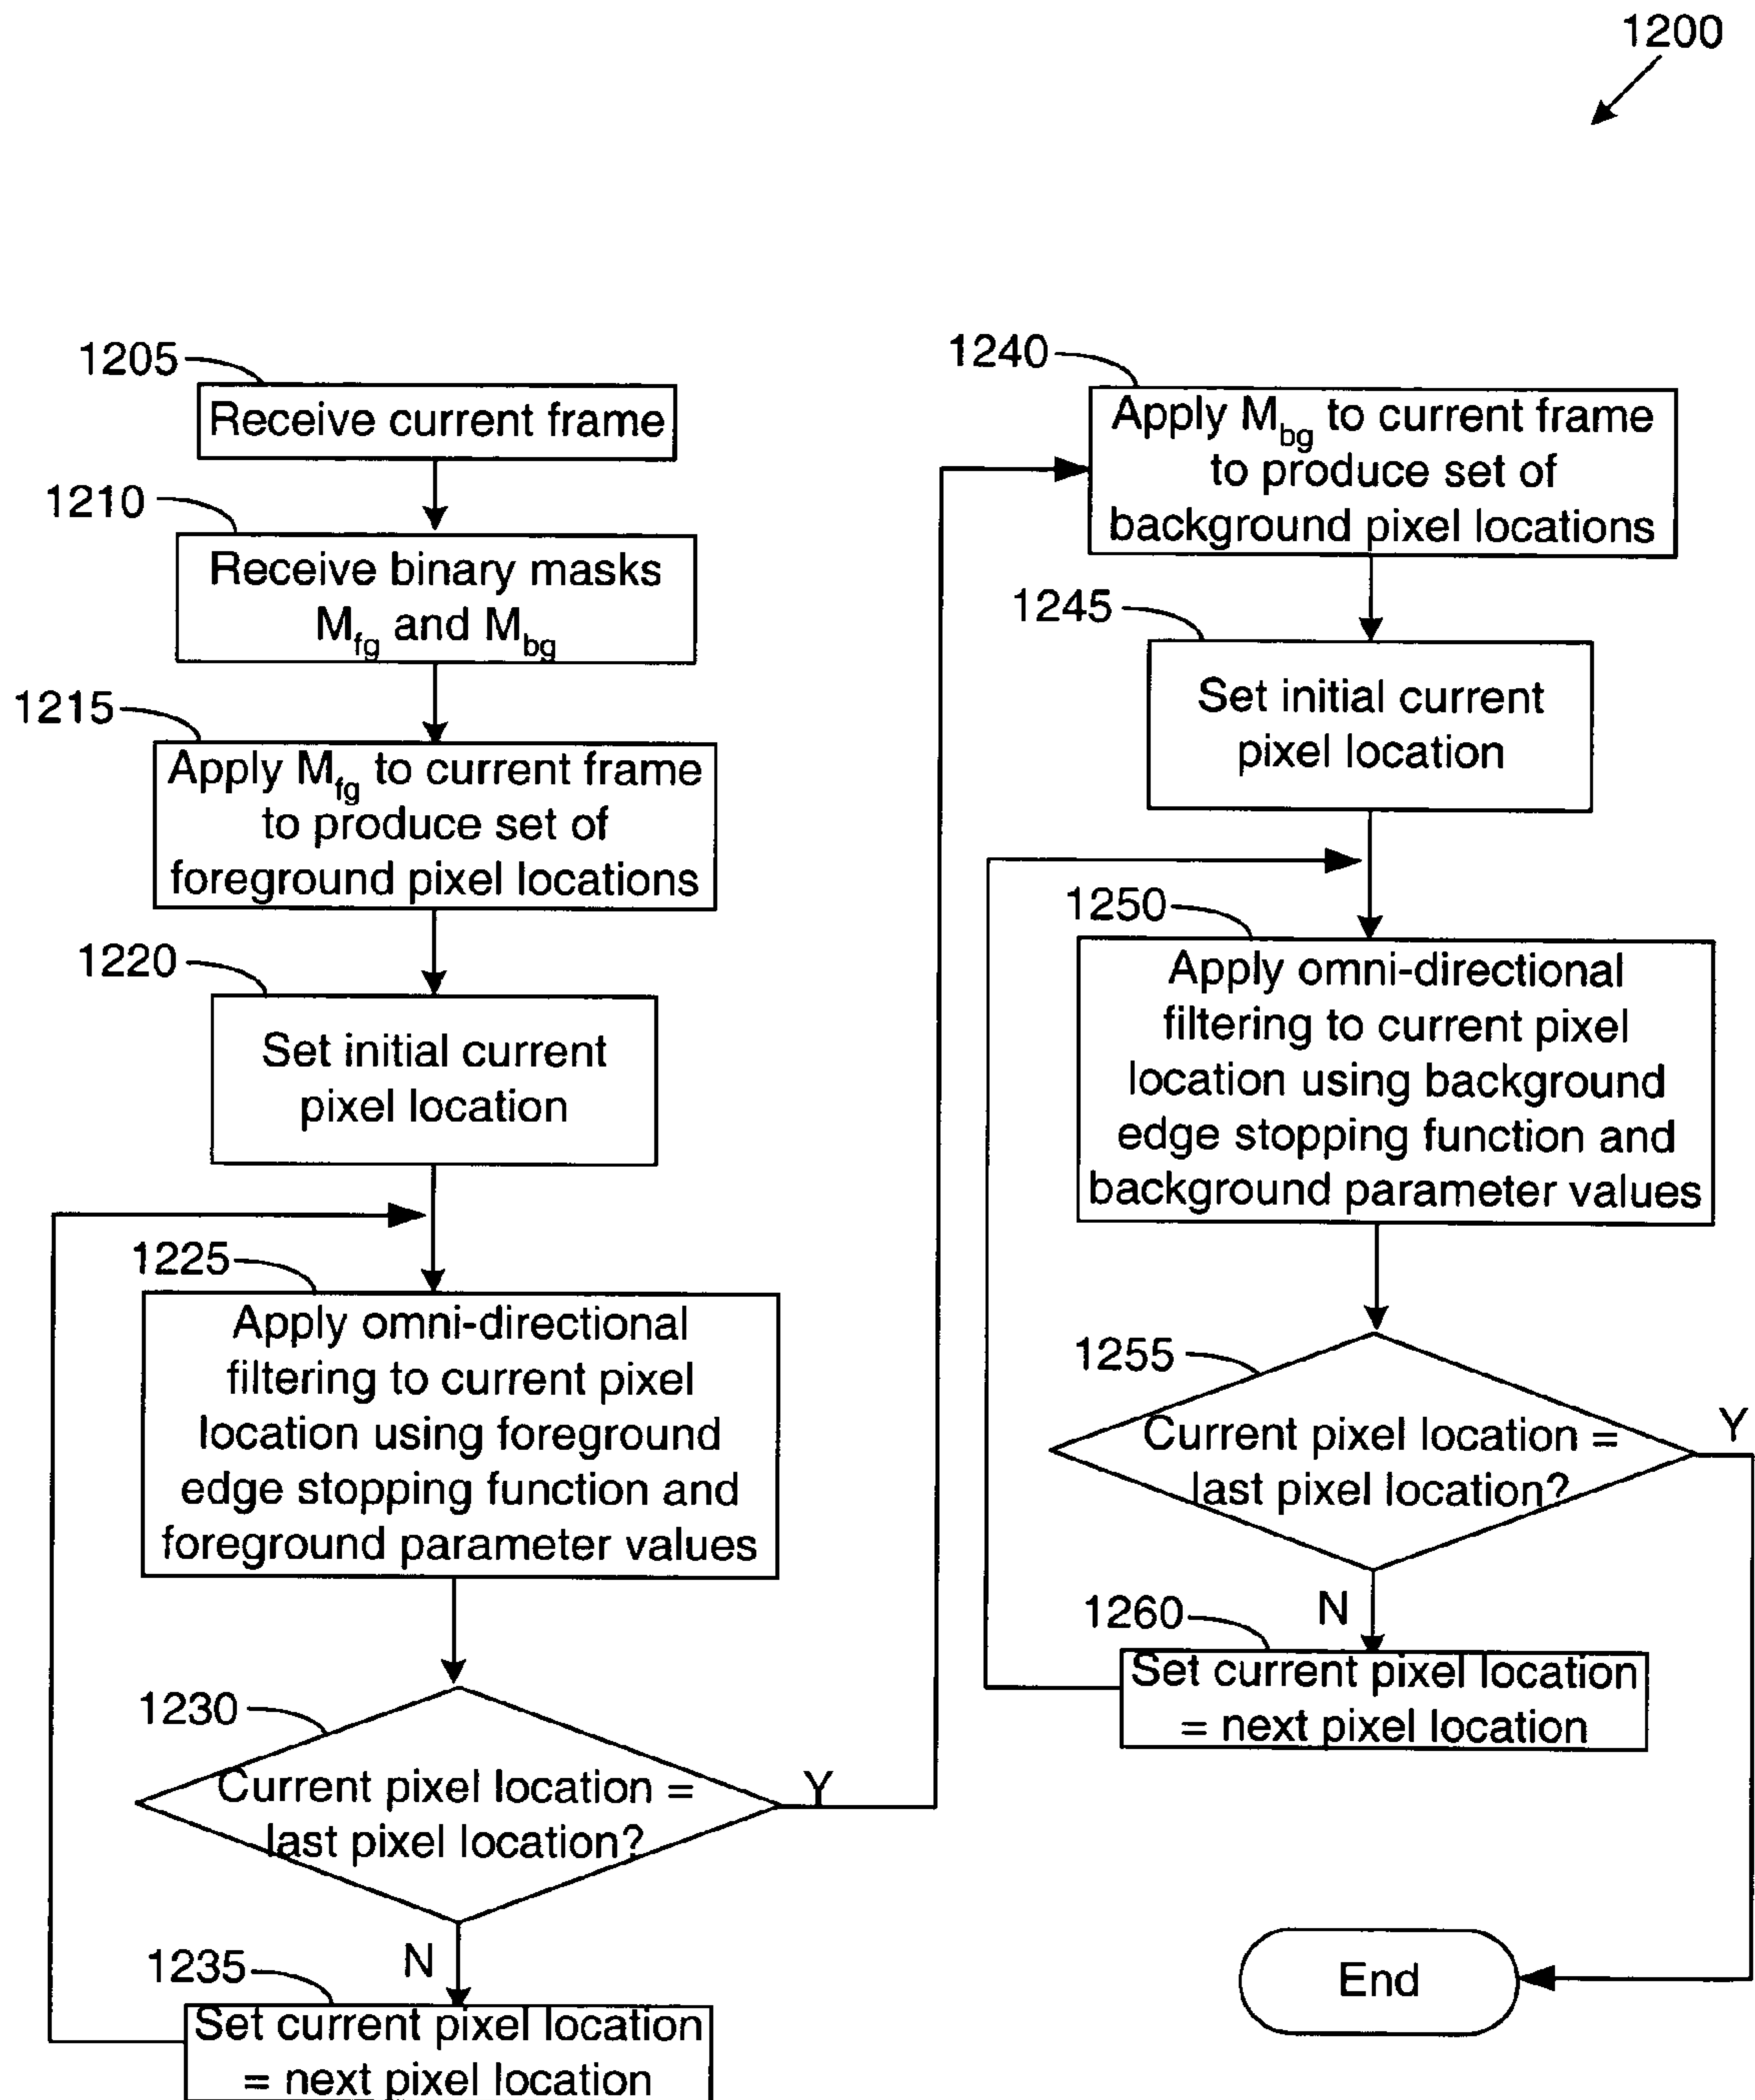 1200
1205
Receive current frame
1210
Receive binary masks
Mfg and Mbg
1215
Apply Mfg to current frame
to produce set of
foreground pixel locations
1220
Set initial current
pixel location
1225
Apply omni-directional
filtering to current pixel
location using foreground
edge stopping function and
foreground parameter values
1230
Current pixel location =
last pixel location?
Y
N
1235
Set current pixel location
= next pixel location
1240
Apply Mbg to current frame
to produce set of
background pixel locations
1245
Set initial current
pixel location
1250
Apply omni-directional
filtering to current pixel
location using background
edge stopping function and
background parameter values
1255
Current pixel location =
last pixel location?
Y
N
1260
Set current pixel location
= next pixel location
End